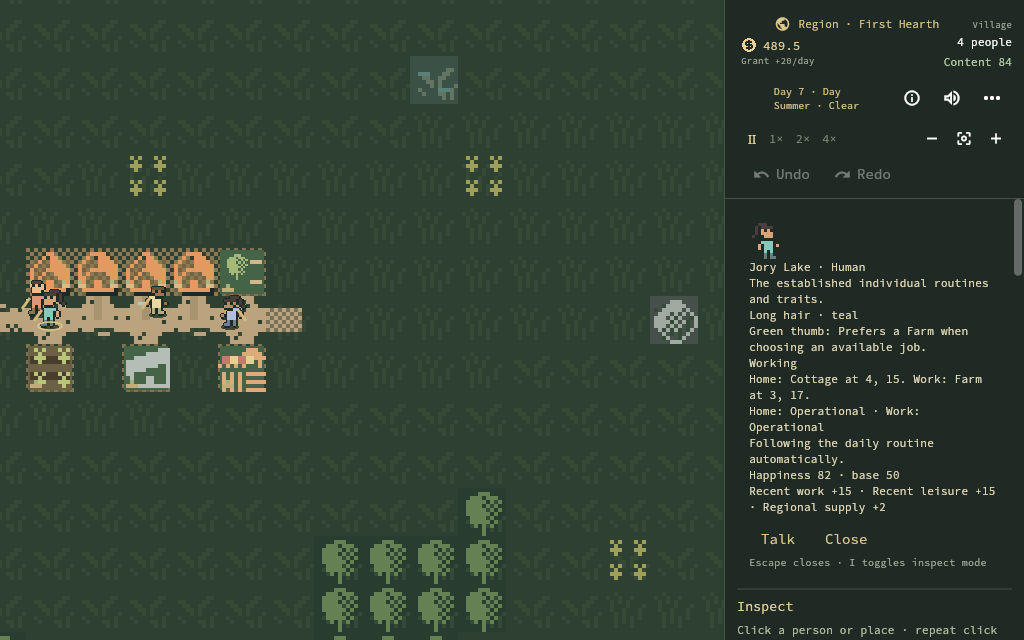 Region · First Hearth
Village
489.5
4 people
Grant +20/day
Content 84
Day 7 · Day
Summer · Clear
II 1× 2× 4×
Undo Redo
Jory Lake · Human
The established individual routines
and traits.
Long hair · teal
Green thumb: Prefers a Farm when
choosing an available job.
Working
Home: Cottage at 4, 15. Work: Farm
at 3, 17.
Home: Operational · Work:
Operational
Following the daily routine
automatically.
Happiness 82 · base 50
Recent work +15 · Recent leisure +15
· Regional supply +2
Talk Close
Escape closes · I toggles inspect mode
Inspect
Click a person or place · repeat click